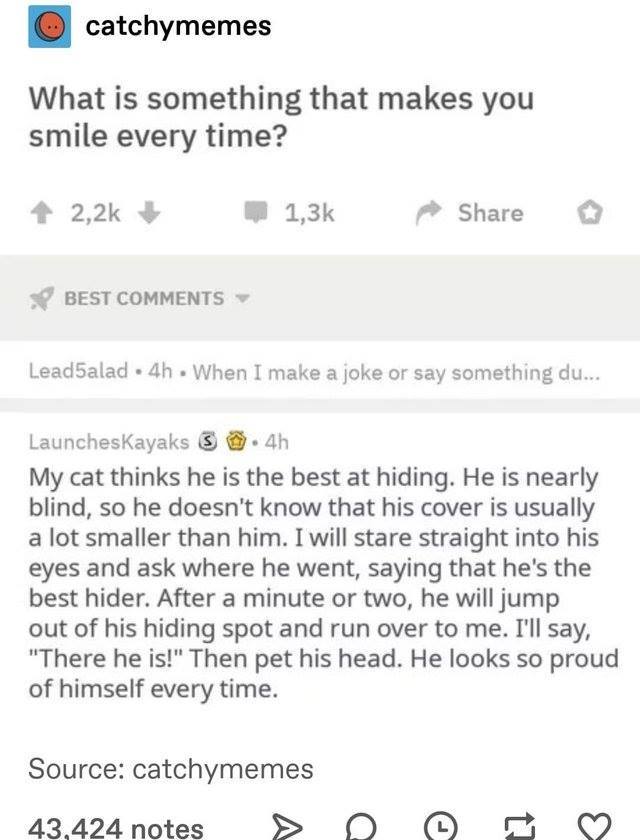 catchymemes
What is something that makes you
smile every time?
2,2k 1,3k Share
BEST COMMENTS
Lead5alad • 4h • When I make a joke or say something du...
LaunchesKayaks S • 4h
My cat thinks he is the best at hiding. He is nearly
blind, so he doesn't know that his cover is usually
a lot smaller than him. I will stare straight into his
eyes and ask where he went, saying that he's the
best hider. After a minute or two, he will jump
out of his hiding spot and run over to me. I'll say,
"There he is!" Then pet his head. He looks so proud
of himself every time.
Source: catchymemes
43,424 notes